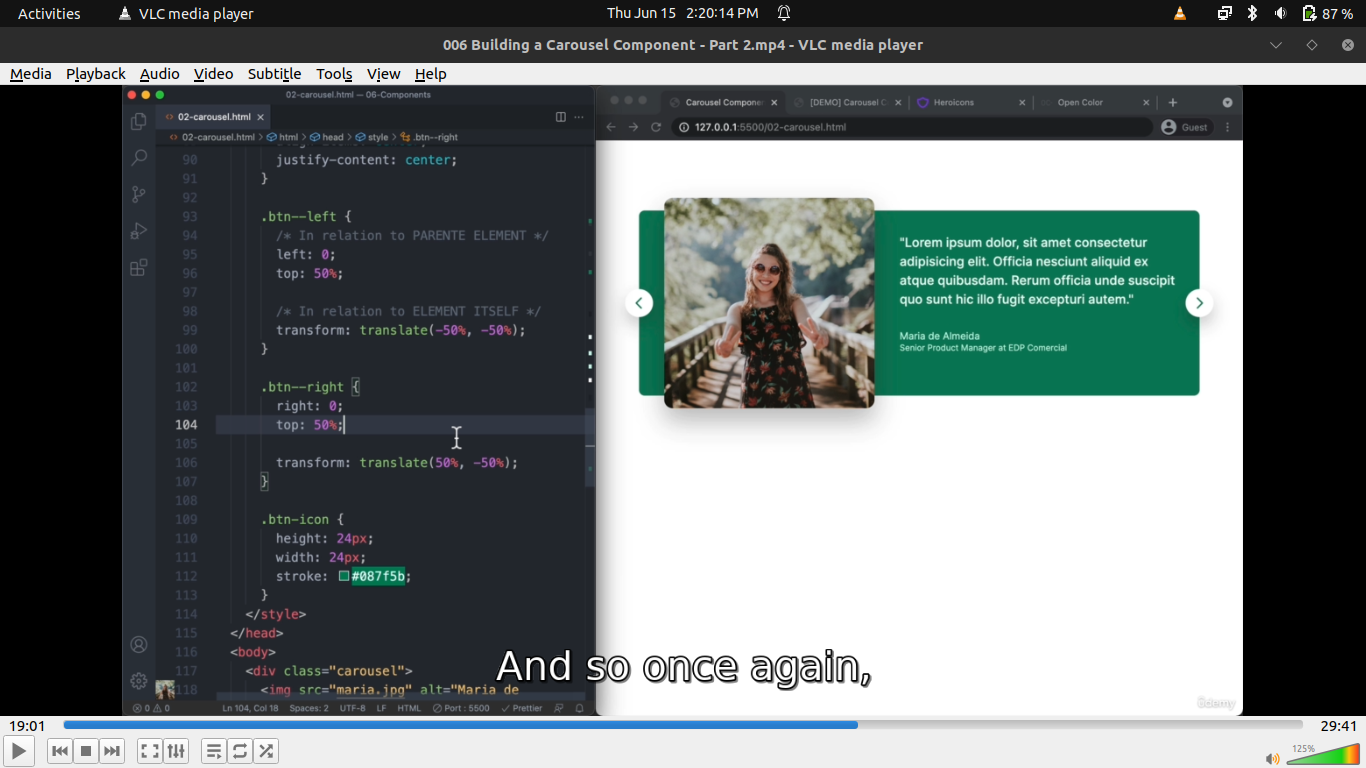 Activities VLC media player Thu Jun 15 2:20:14 PM 87 %
006 Building a Carousel Component - Part 2.mp4 - VLC media player
Media Playback Audio Video Subtitle Tools View Help
02-carousel.html — 06-Components
02-carousel.html
02-carousel.html > html > head > style > .btn--right
90 justify-content: center;
91 }
92
93 .btn--left {
94 /* In relation to PARENTE ELEMENT */
95 left: 0;
96 top: 50%;
97
98 /* In relation to ELEMENT ITSELF */
99 transform: translate(-50%, -50%);
100 }
101
102 .btn--right {
103 right: 0;
104 top: 50%;
105
106 transform: translate(50%, -50%);
107 }
108
109 .btn-icon {
110 height: 24px;
111 width: 24px;
112 stroke: #087f5b;
113 }
114 </style>
115 </head>
116 <body>
117 <div class="carousel">
118 <img src="maria.jpg" alt="Maria de
0 0 Ln 104, Col 18 Spaces: 2 UTF-8 LF HTML Port : 5500 Prettier
Carousel Compone [DEMO] Carousel C Heroicons Open Color
127.0.0.1:5500/02-carousel.html Guest
"Lorem ipsum dolor, sit amet consectetur
adipisicing elit. Officia nesciunt aliquid ex
atque quibusdam. Rerum officia unde suscipit
quo sunt hic illo fugit excepturi autem."
Maria de Almeida
Senior Product Manager at EDP Comercial
And so once again,
ûdemy
19:01 29:41
125%